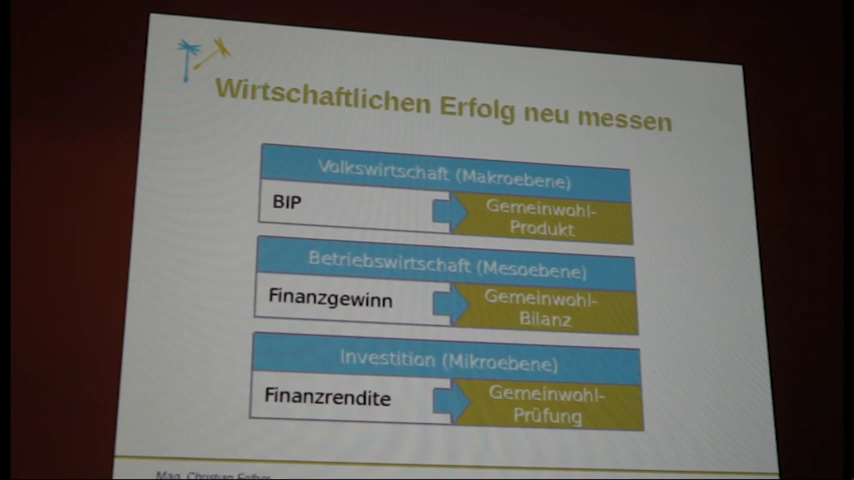 Wirtschaftlichen Erfolg neu messen
Volkswirtschaft (Makroebene)
BIP
Gemeinwohl-
Produkt
Betriebswirtschaft (Mesoebene)
Finanzgewinn
Gemeinwohl-
Bilanz
Investition (Mikroebene)
Finanzrendite
Gemeinwohl-
Prüfung
Mag. Christian